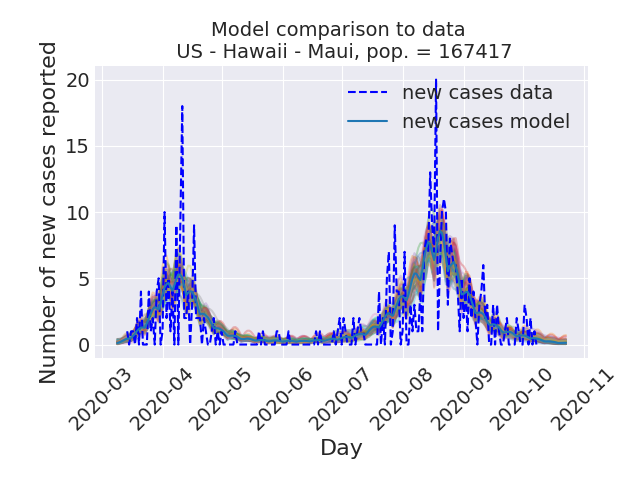 Model comparison to data
US - Hawaii - Maui, pop. = 167417
Number of new cases reported
20
15
10
5
0
new cases data
new cases model
2020-03
2020-04
2020-05
2020-06
2020-07
2020-08
2020-09
2020-10
2020-11
Day